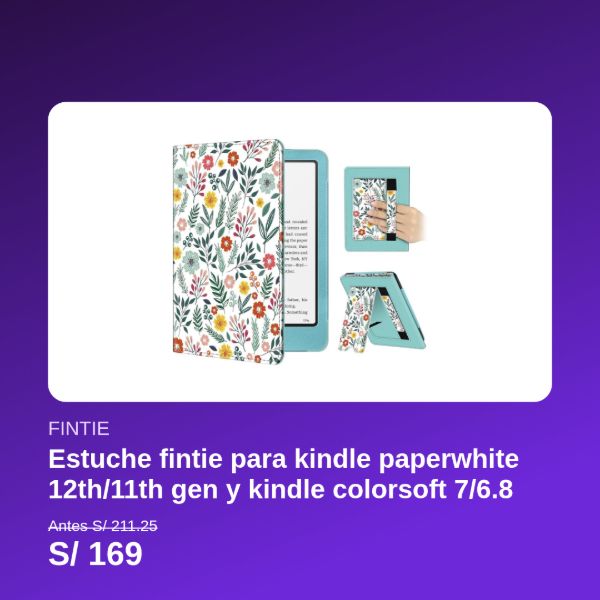 FINTIE
Estuche fintie para kindle paperwhite
12th/11th gen y kindle colorsoft 7/6.8
Antes S/ 211.25
S/ 169